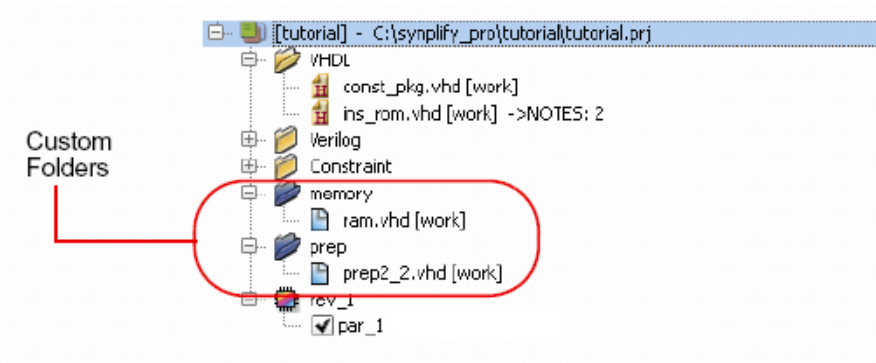 [tutorial] - C:\synplify_pro\tutorial\tutorial.prj
VHDL
const_pkg.vhd [work]
ins_rom.vhd [work] ->NOTES: 2
Verilog
Constraint
memory
ram.vhd [work]
prep
prep2_2.vhd [work]
rev_1
par_1
Custom
Folders